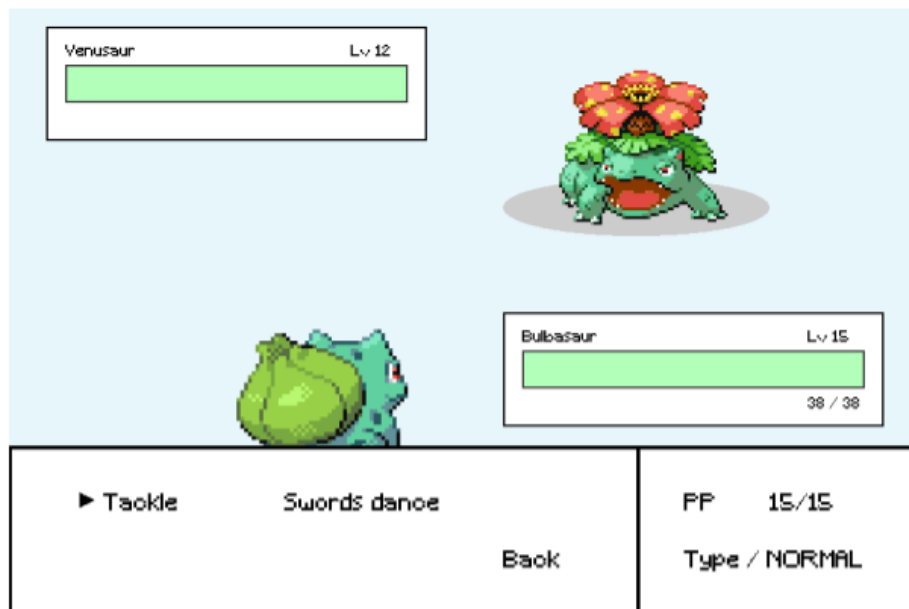 Venusaur Lv 12
Bulbasaur Lv 15
38 / 38
▶ Tackle Swords dance
PP 15/15
Back
Type / NORMAL